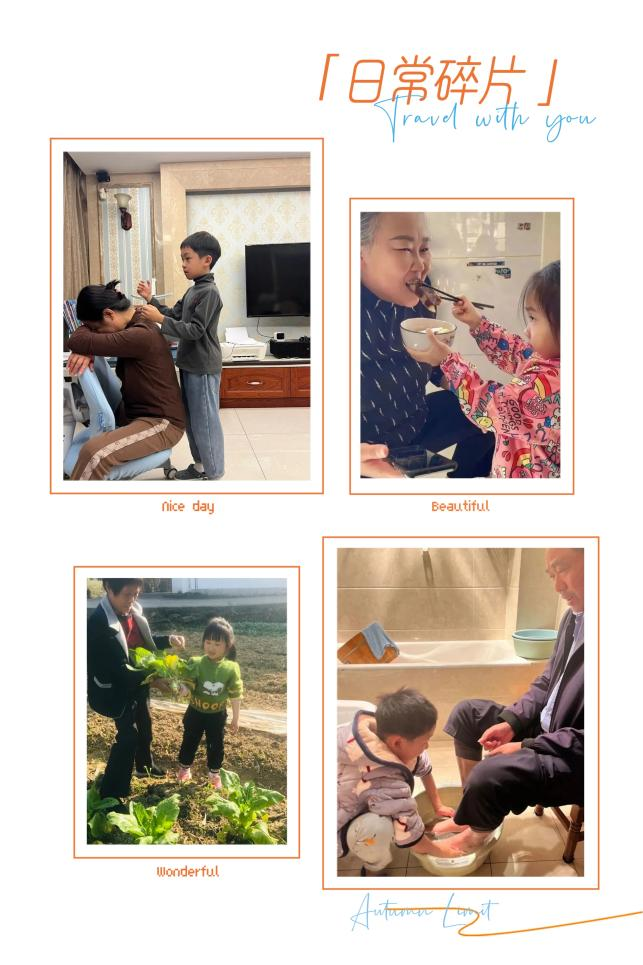 「日常碎片」
Travel with you
Nice day
Beautiful
Wonderful
Autumn Limit